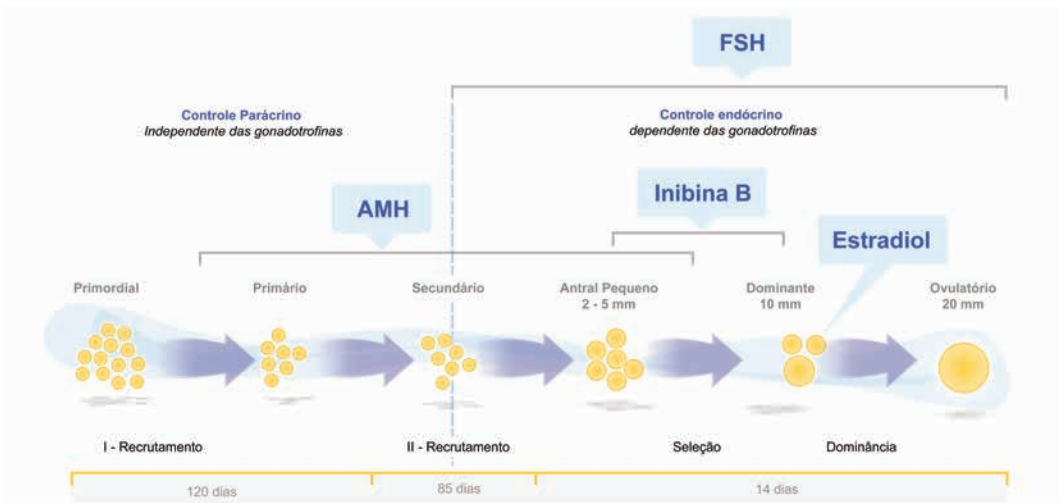 FSH
Controle Parácrino
Independente das gonadotrofinas
Controle endócrino
dependente das gonadotrofinas
AMH
Inibina B
Estradiol
Primordial
Primário
Secundário
Antral Pequeno
2 - 5 mm
Dominante
10 mm
Ovulatório
20 mm
I - Recrutamento
II - Recrutamento
Seleção
Dominância
120 dias
85 dias
14 dias